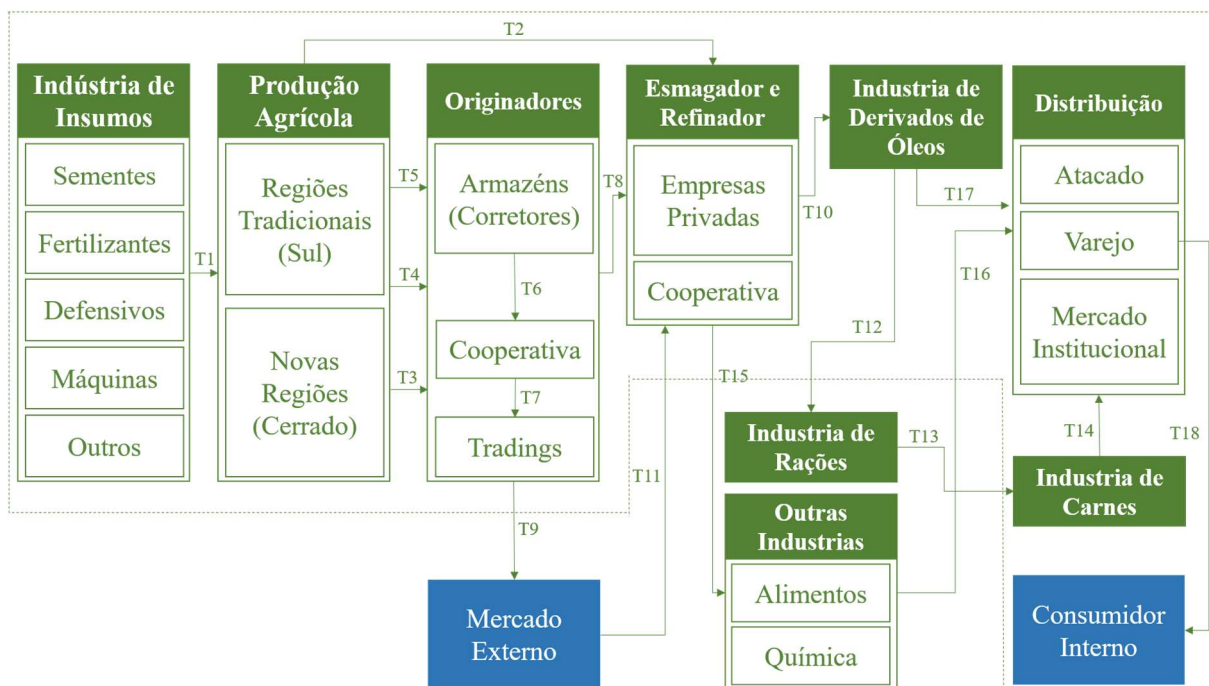 T2
Indústria de
Insumos
Sementes
Fertilizantes
Defensivos
Máquinas
Outros
T1
Produção
Agrícola
Regiões
Tradicionais
(Sul)
Novas
Regiões
(Cerrado)
T5
T4
T3
Originadores
Armazéns
(Corretores)
T6
Cooperativa
T7
Tradings
T8
T9
Mercado
Externo
T11
Esmagador e
Refinador
Empresas
Privadas
Cooperativa
T10
T15
Industria de
Derivados de
Óleos
T12
T17
T16
Industria de
Rações
T13
Outras
Industrias
Alimentos
Química
Distribuição
Atacado
Varejo
Mercado
Institucional
T14
T18
Industria de
Carnes
Consumidor
Interno